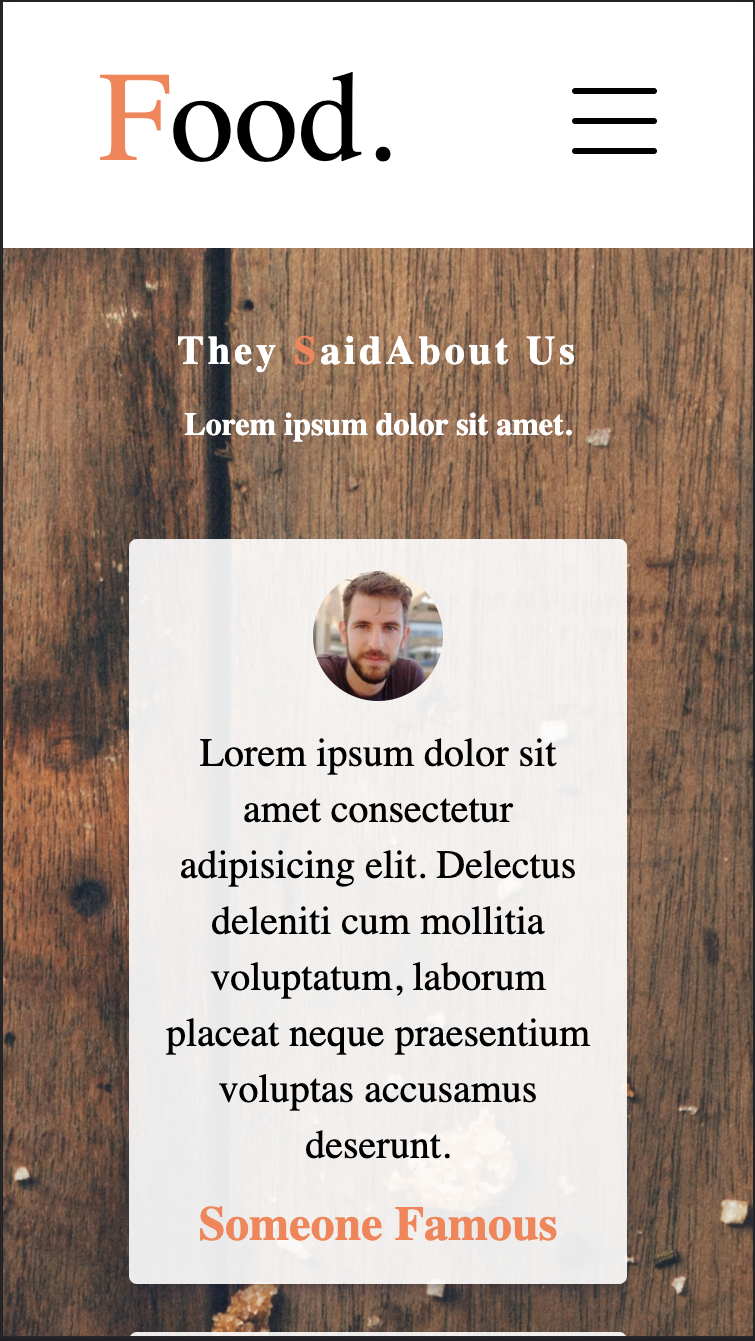 Food.
They SaidAbout Us
Lorem ipsum dolor sit amet.
Lorem ipsum dolor sit
amet consectetur
adipisicing elit. Delectus
deleniti cum mollitia
voluptatum, laborum
placeat neque praesentium
voluptas accusamus
deserunt.
Someone Famous